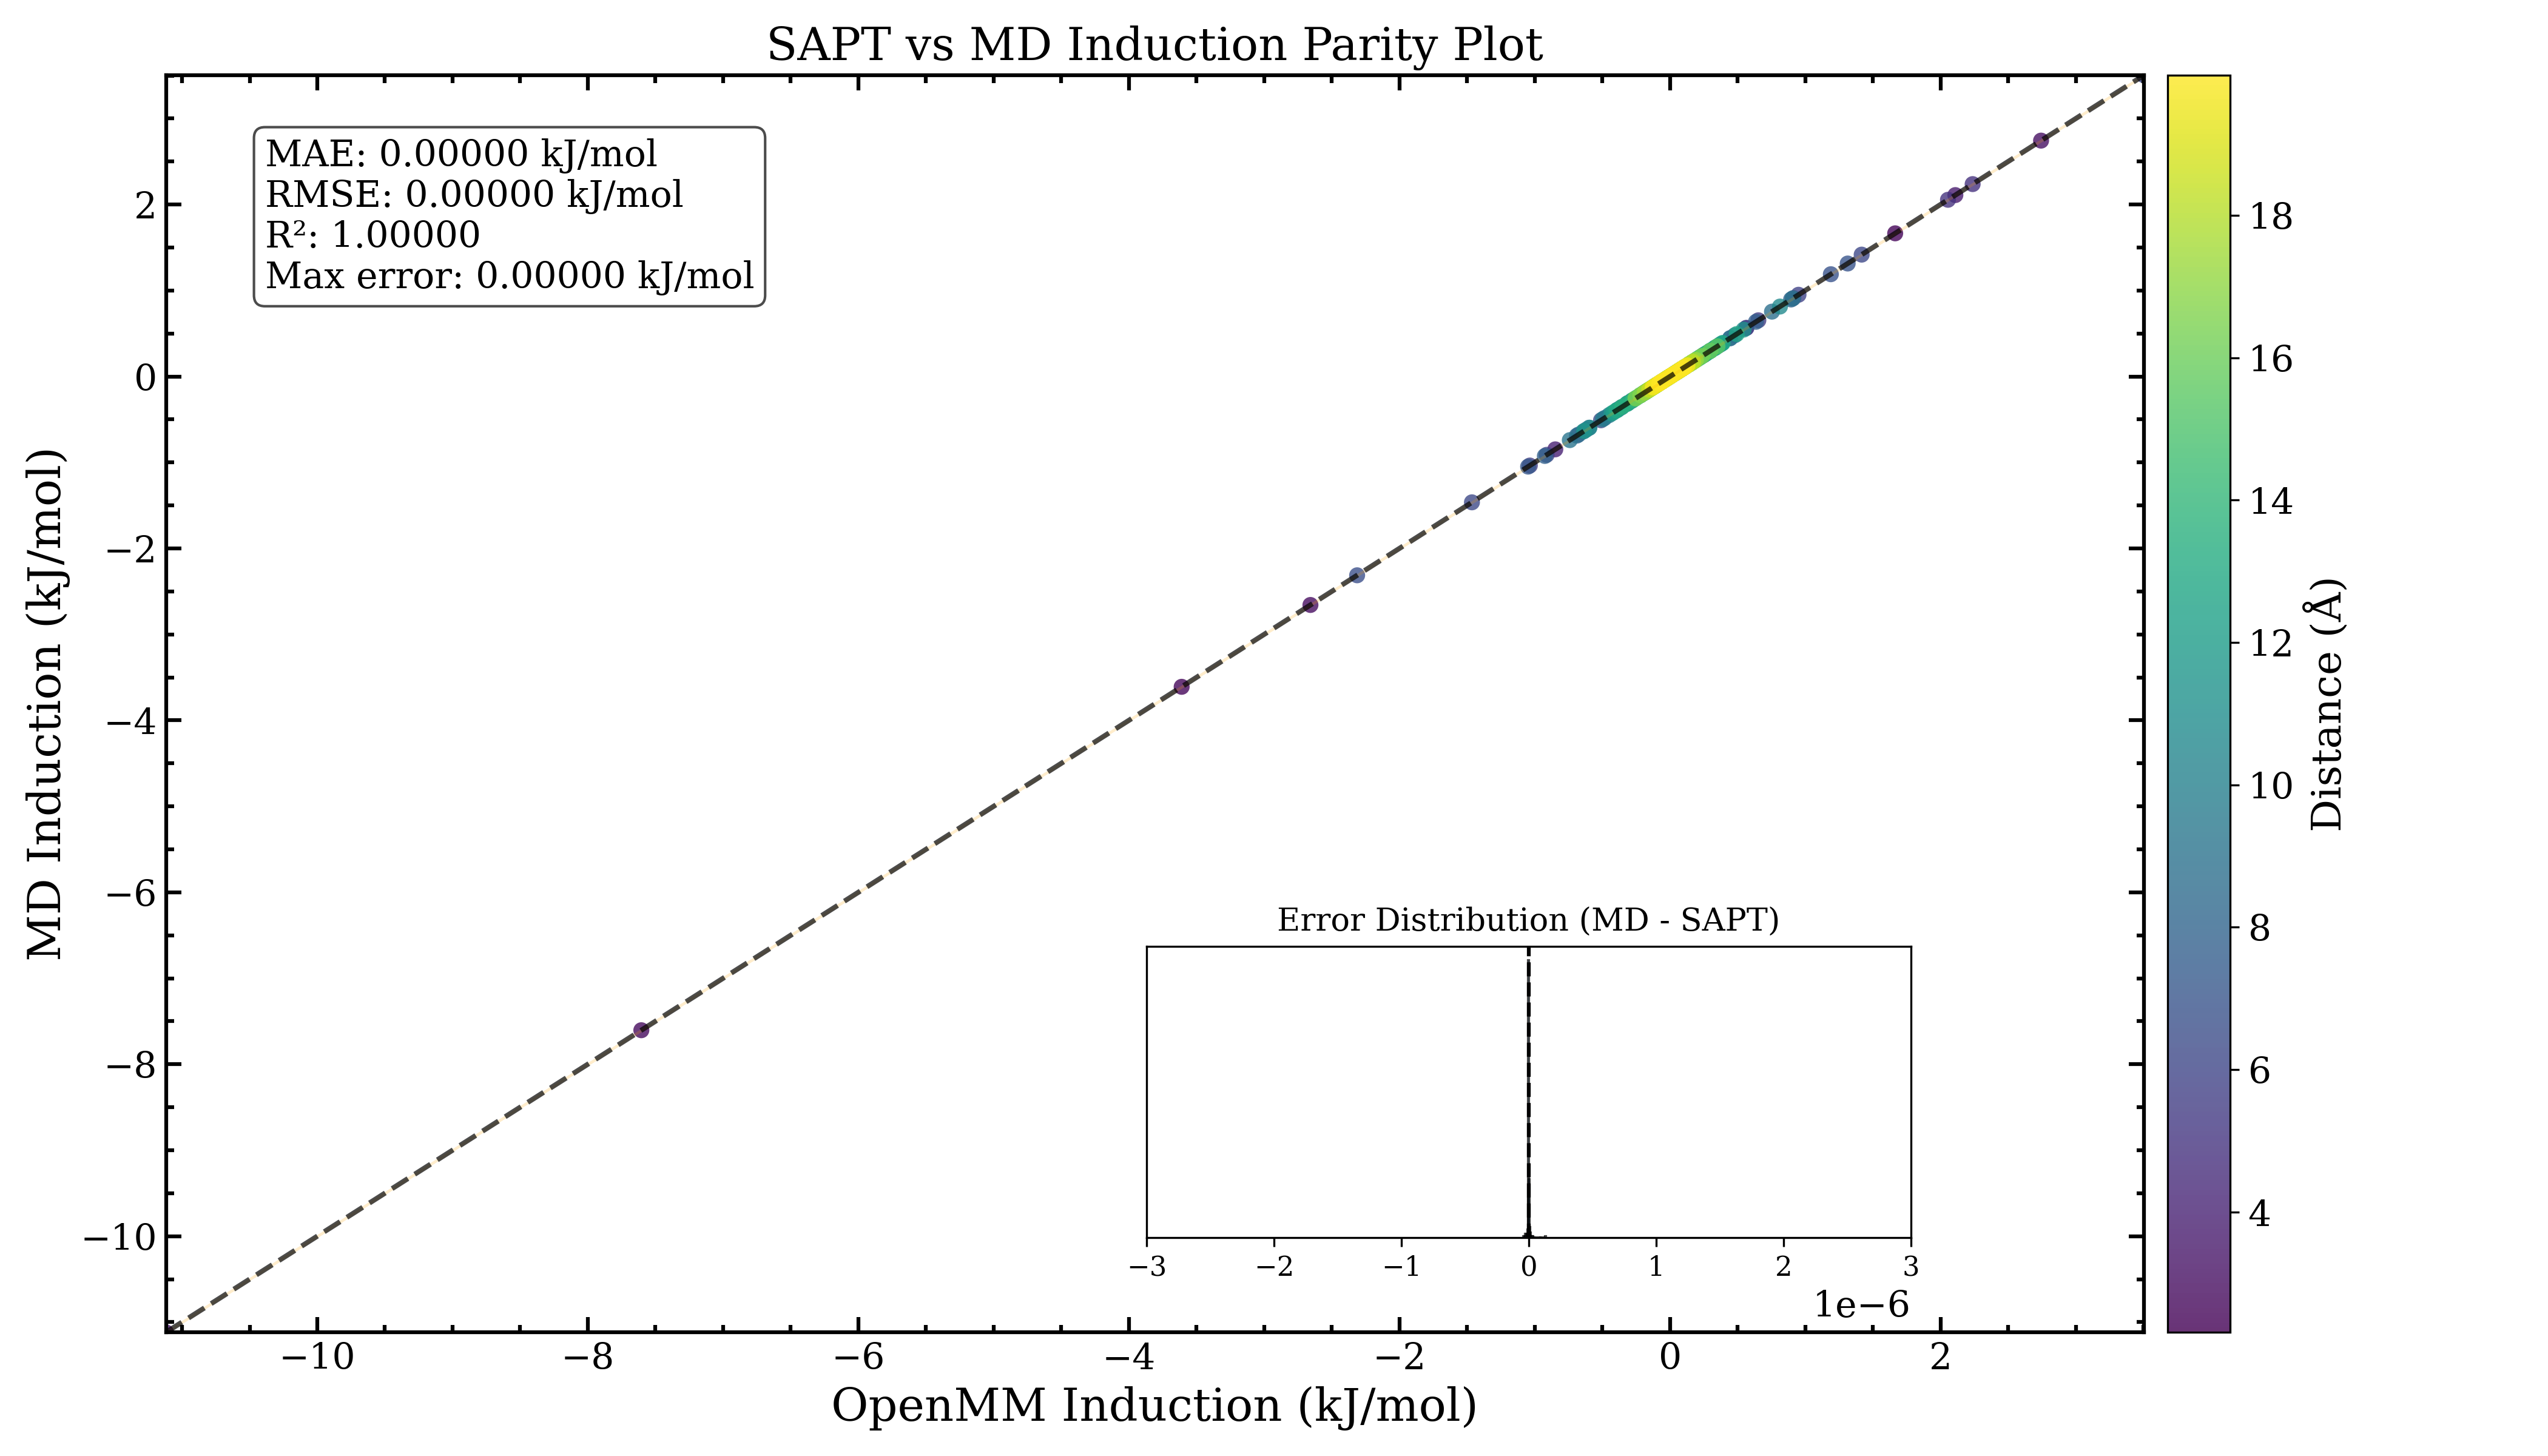 SAPT vs MD Induction Parity Plot
MAE: 0.00000 kJ/mol
RMSE: 0.00000 kJ/mol
R²: 1.00000
Max error: 0.00000 kJ/mol
MD Induction (kJ/mol)
2
0
−2
−4
−6
−8
−10
Error Distribution (MD - SAPT)
−3 −2 −1 0 1 2 3
1e−6
−10 −8 −6 −4 −2 0 2
OpenMM Induction (kJ/mol)
18
16
14
12
10
8
6
4
Distance (Å)